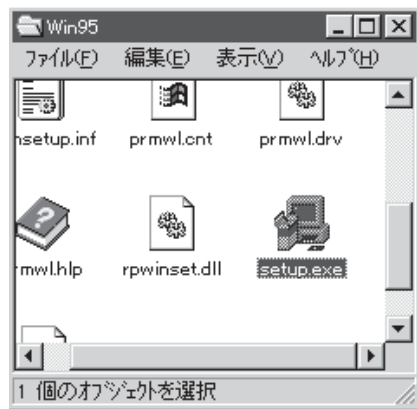 Win95
ファイル(F) 編集(E) 表示(V) ヘルプ(H)
nsetup.inf prmwl.cnt prmwl.drv
rmwl.hlp rpwinset.dll setup.exe
1 個のオブジェクトを選択